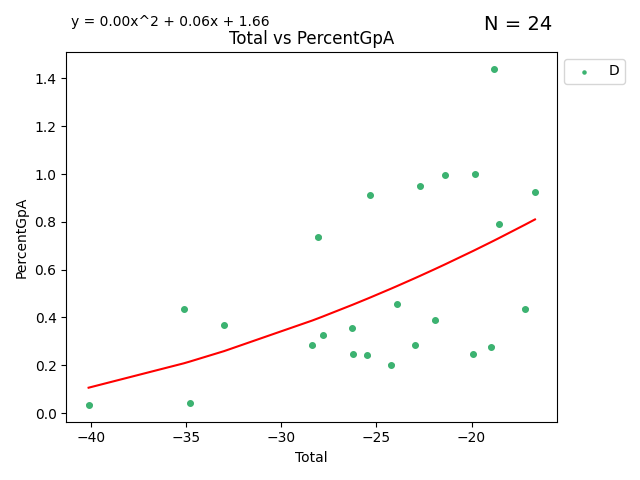 y = 0.00x^2 + 0.06x + 1.66
N = 24
Total vs PercentGpA
D
PercentGpA
1.4
1.2
1.0
0.8
0.6
0.4
0.2
0.0
−40 −35 −30 −25 −20
Total